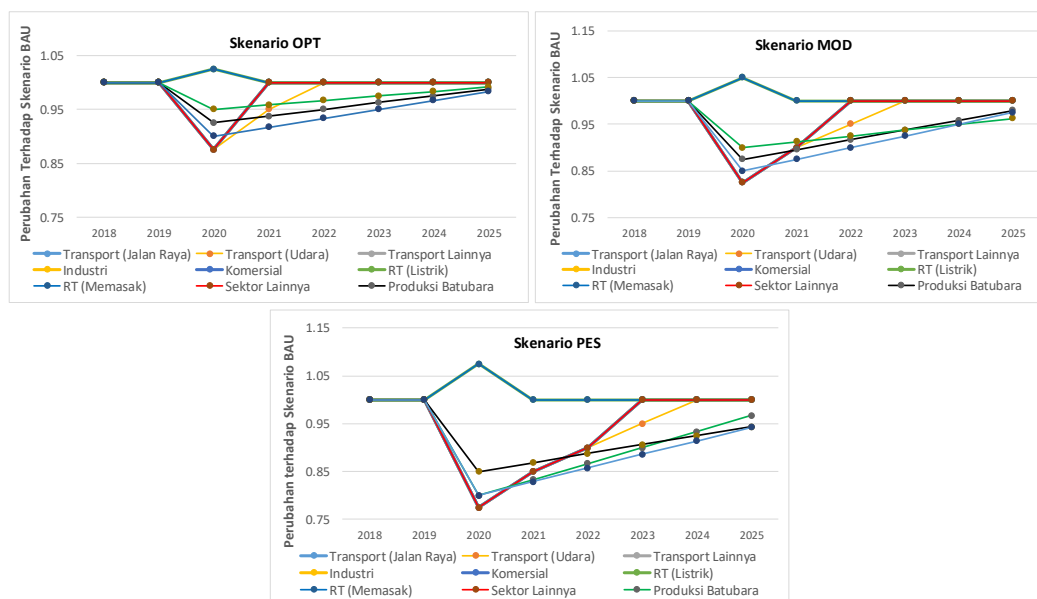 Skenario OPT
Perubahan Terhadap Skenario BAU
1.05
0.95
0.85
0.75
2018 2019 2020 2021 2022 2023 2024 2025
Transport (Jalan Raya) Transport (Udara) Transport Lainnya
Industri Komersial RT (Listrik)
RT (Memasak) Sektor Lainnya Produksi Batubara
Skenario MOD
Perubahan Terhadap Skenario BAU
1.15
1.05
0.95
0.85
0.75
2018 2019 2020 2021 2022 2023 2024 2025
Transport (Jalan Raya) Transport (Udara) Transport Lainnya
Industri Komersial RT (Listrik)
RT (Memasak) Sektor Lainnya Produksi Batubara
Skenario PES
Perubahan terhadap Skenario BAU
1.15
1.05
0.95
0.85
0.75
2018 2019 2020 2021 2022 2023 2024 2025
Transport (Jalan Raya) Transport (Udara) Transport Lainnya
Industri Komersial RT (Listrik)
RT (Memasak) Sektor Lainnya Produksi Batubara